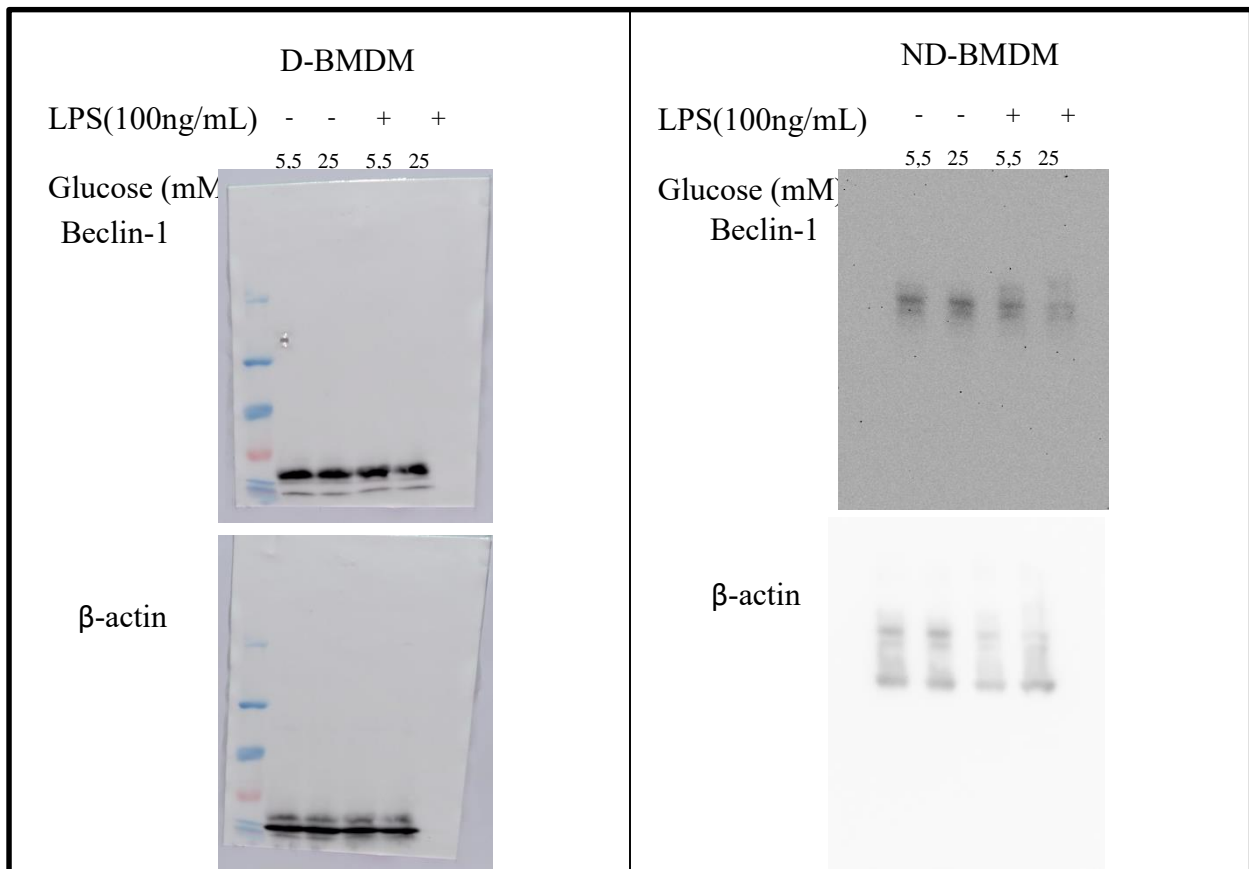 D-BMDM
LPS(100ng/mL) - - + +
5,5 25 5,5 25
Glucose (mM
Beclin-1
β-actin
ND-BMDM
LPS(100ng/mL) - - + +
5,5 25 5,5 25
Glucose (mM)
Beclin-1
β-actin